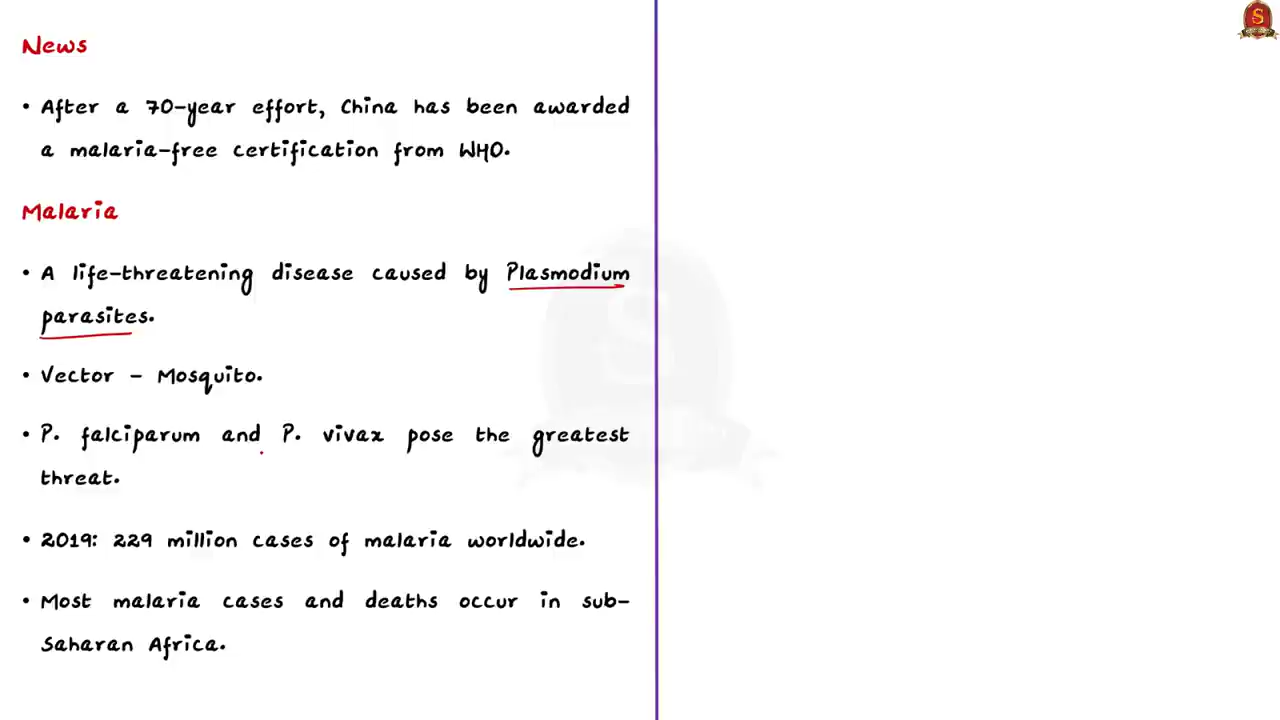 News
• After a 70-year effort, China has been awarded
a malaria-free certification from WHO.
Malaria
• A life-threatening disease caused by Plasmodium
parasites.
• Vector - Mosquito.
• P. falciparum and P. vivax pose the greatest
threat.
• 2019: 229 million cases of malaria worldwide.
• Most malaria cases and deaths occur in sub-
Saharan Africa.